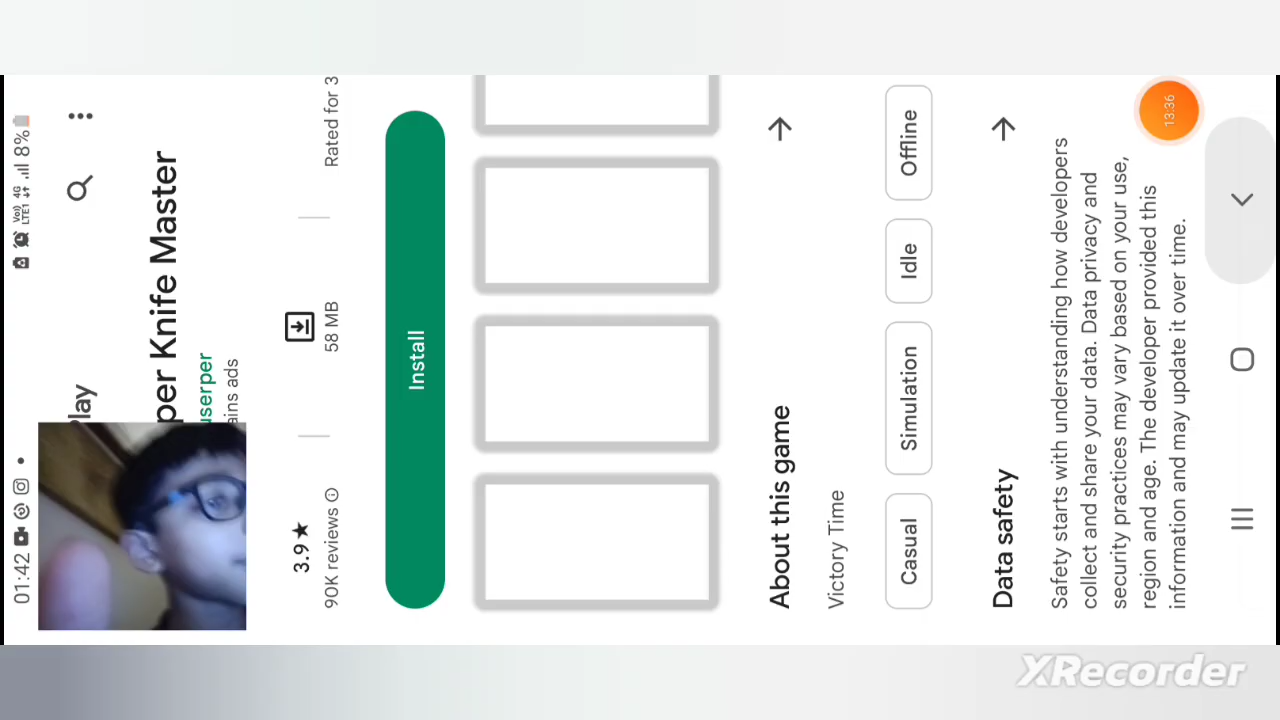 01:42
LTE1 4G 8%
lay
per Knife Master
userper
ains ads
3.9★
90K reviews
58 MB
Rated for 3
Install
About this game
Victory Time
Casual
Simulation
Idle
Offline
Data safety
Safety starts with understanding how developers
collect and share your data. Data privacy and
security practices may vary based on your use,
region and age. The developer provided this
information and may update it over time.
13:36
XRecorder